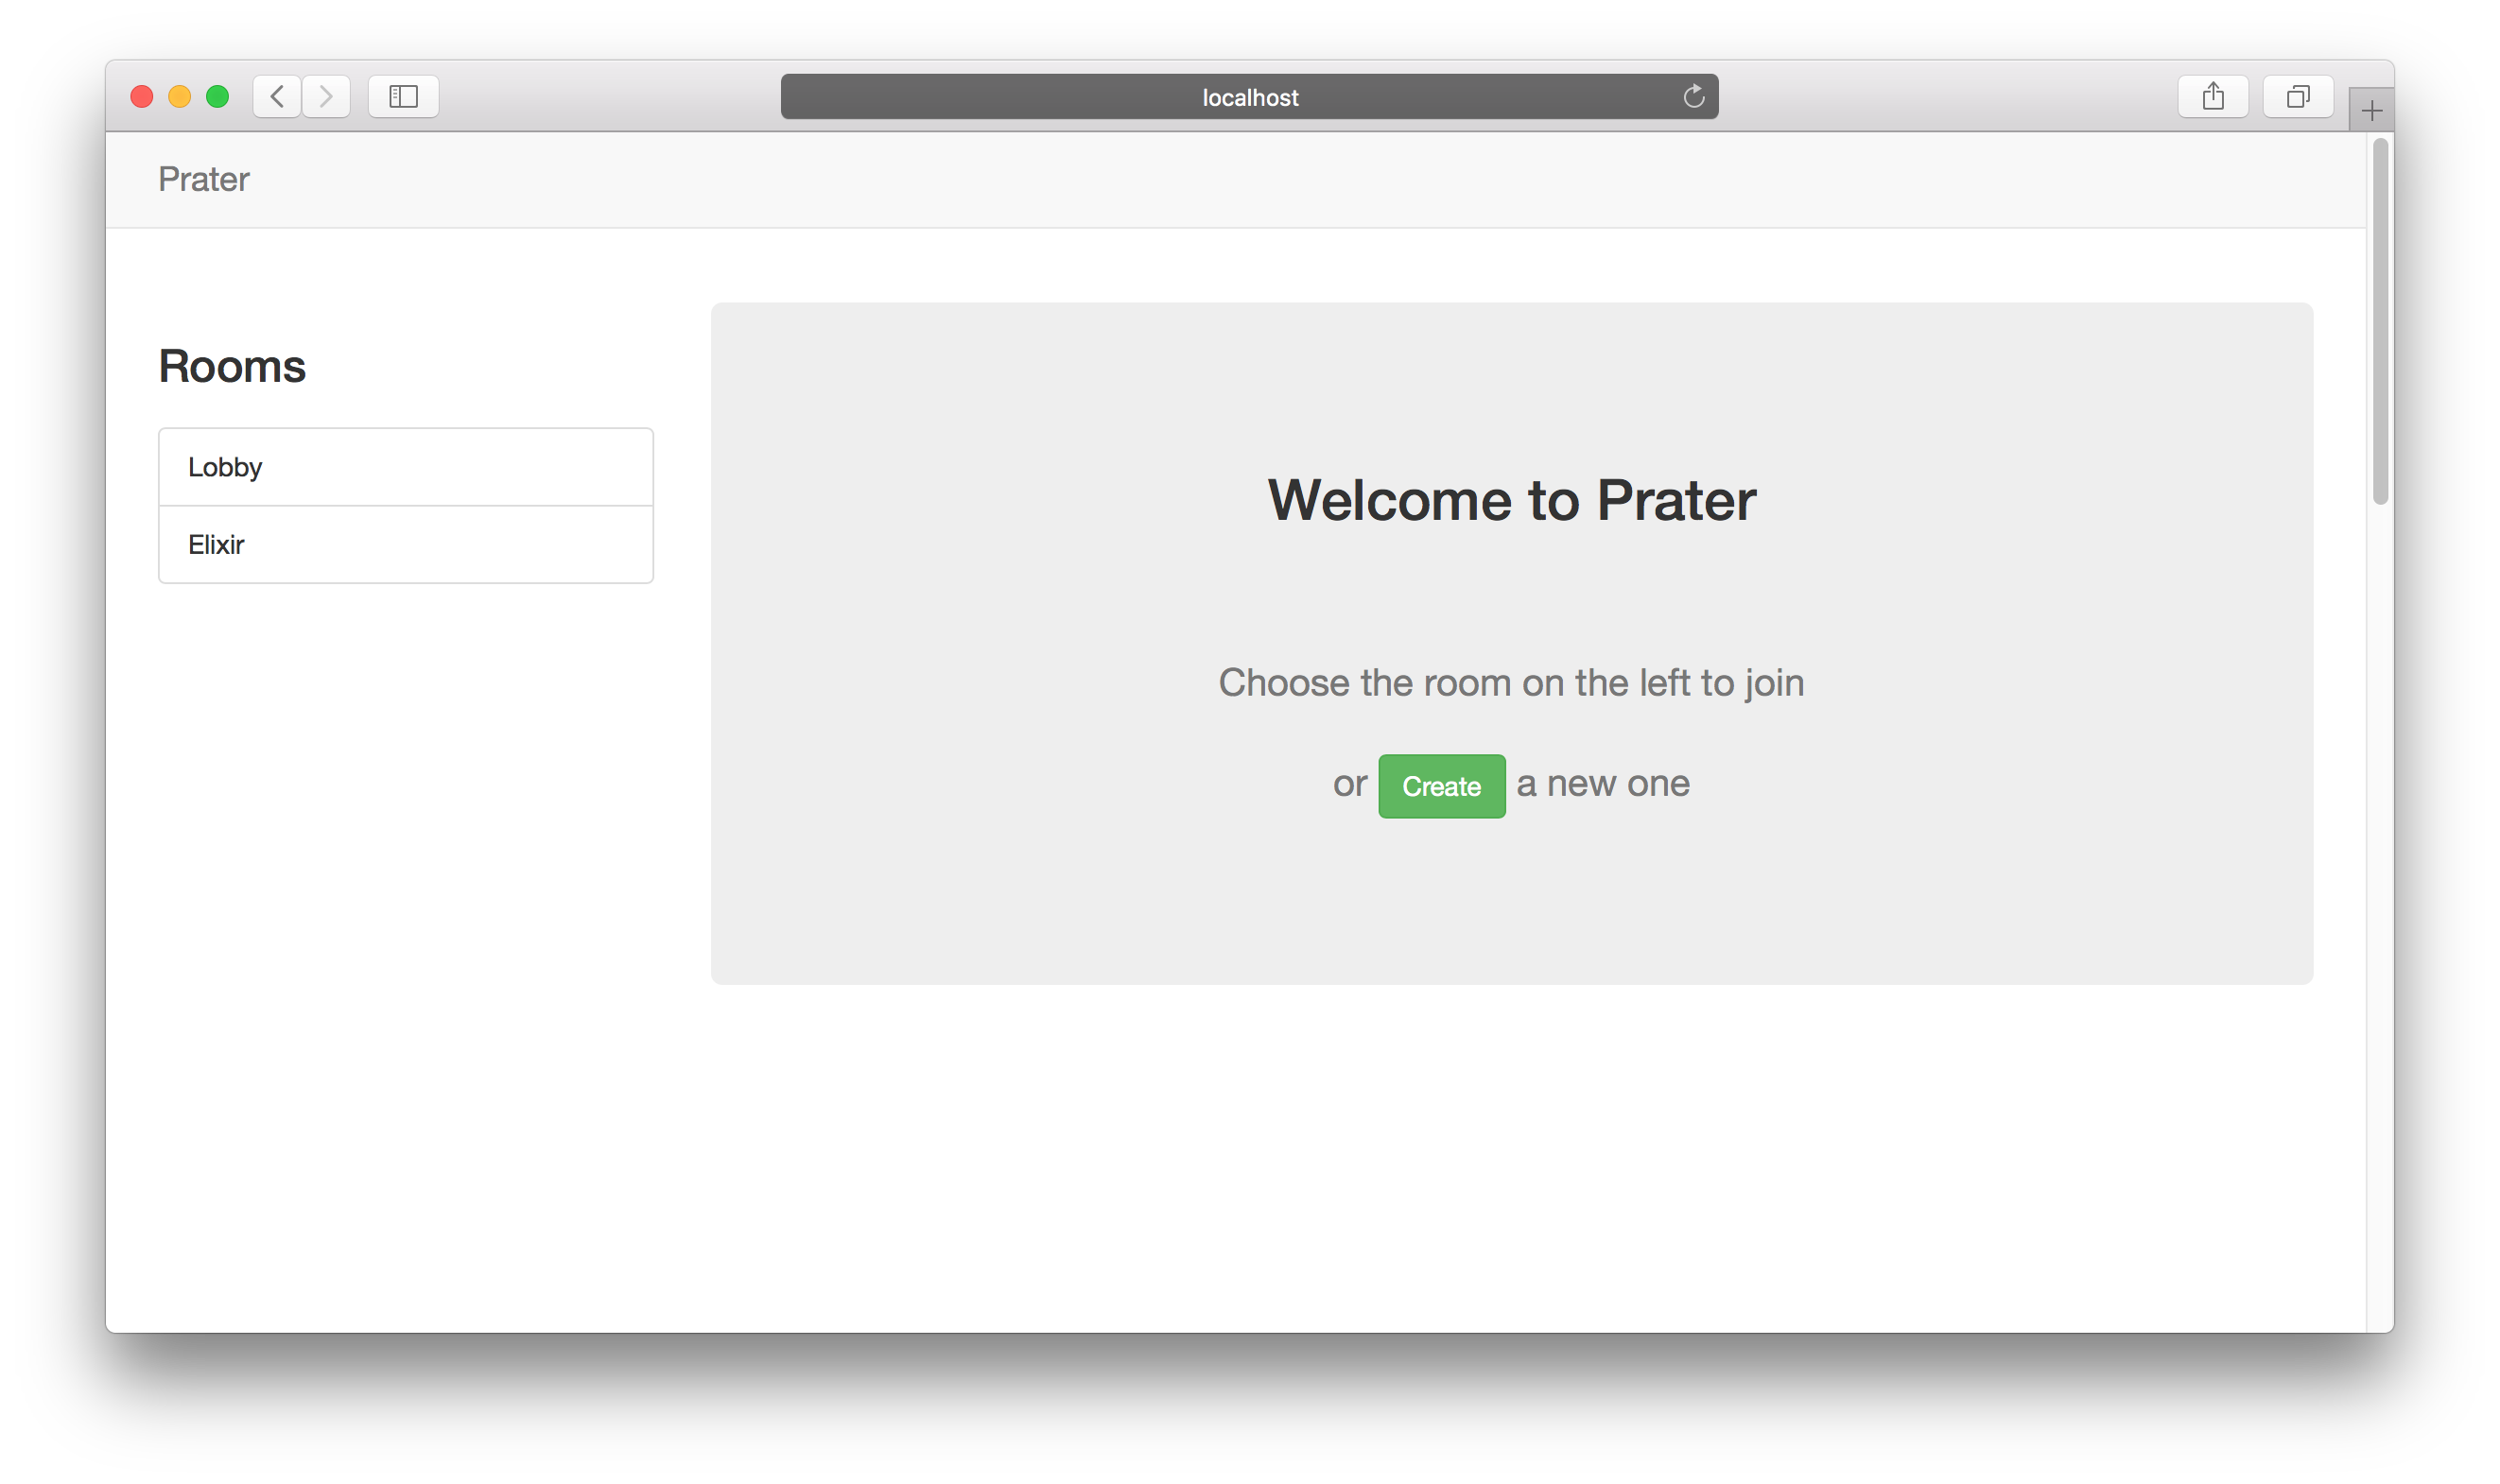 localhost
Prater
Rooms
Lobby
Elixir
Welcome to Prater
Choose the room on the left to join
or Create a new one